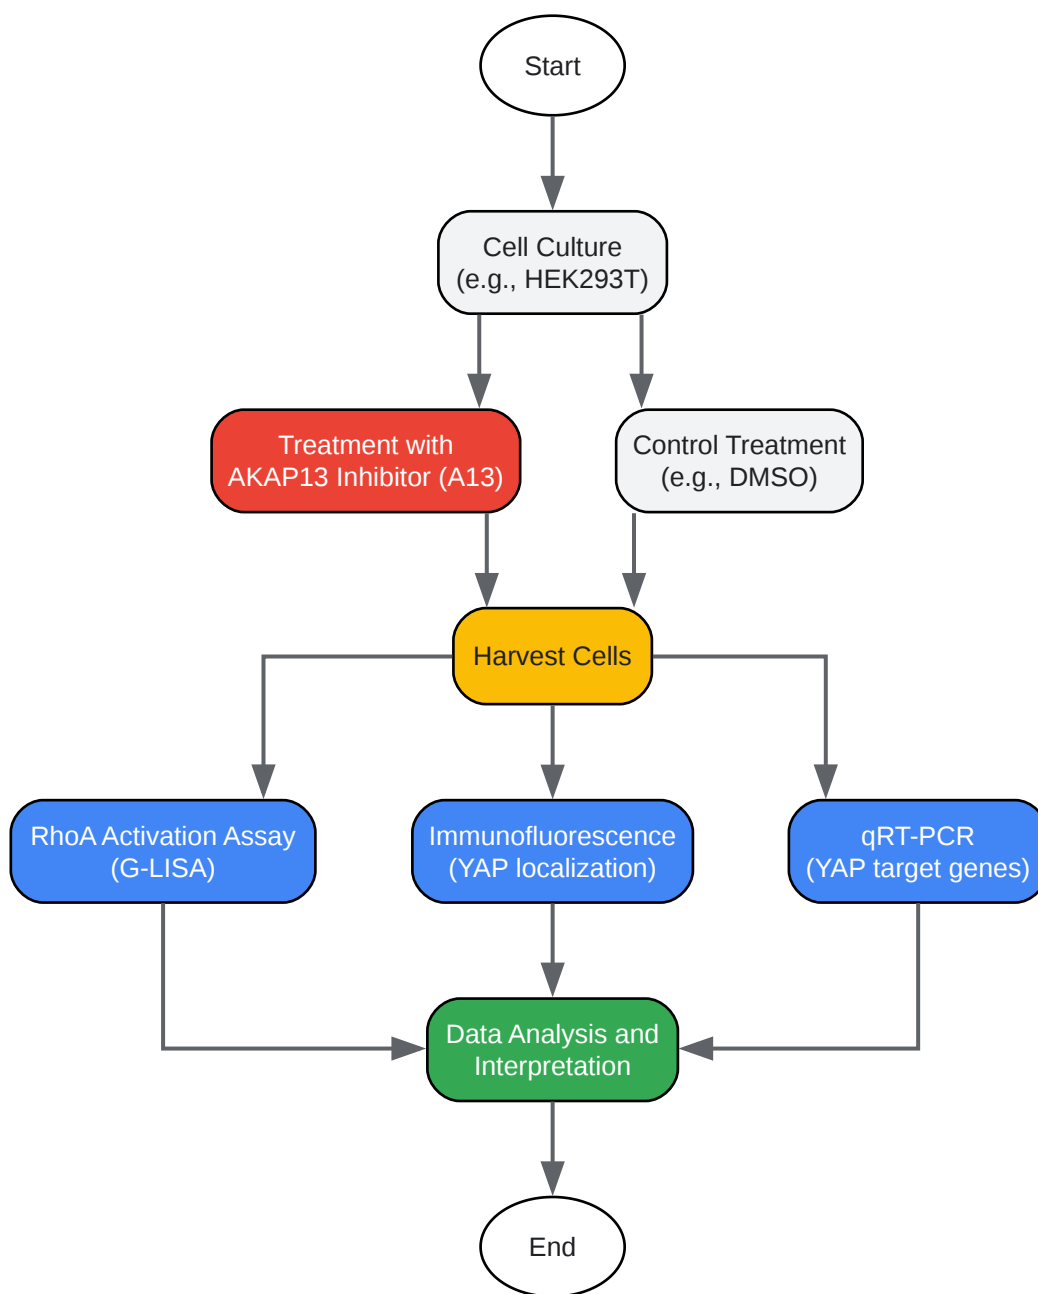 Start
Cell Culture
(e.g., HEK293T)
Treatment with
AKAP13 Inhibitor (A13)
Control Treatment
(e.g., DMSO)
Harvest Cells
RhoA Activation Assay
(G-LISA)
Immunofluorescence
(YAP localization)
qRT-PCR
(YAP target genes)
Data Analysis and
Interpretation
End